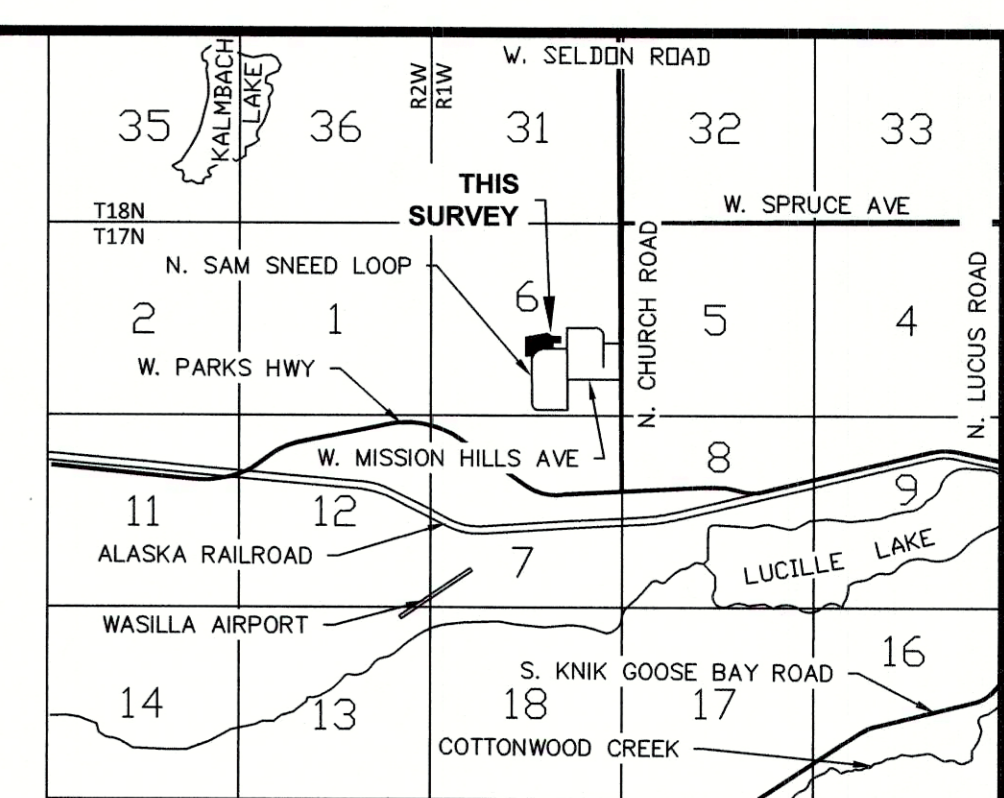 W. SELDON ROAD
KALMBACH
LAKE
R2W
R1W
35
36
31
32
33
THIS
SURVEY
T18N
T17N
W. SPRUCE AVE
N. SAM SNEED LOOP
N. CHURCH ROAD
N. LUCUS ROAD
2
1
6
5
4
W. PARKS HWY
W. MISSION HILLS AVE
8
9
11
12
7
ALASKA RAILROAD
LUCILLE LAKE
WASILLA AIRPORT
S. KNIK GOOSE BAY ROAD
16
14
13
18
17
COTTONWOOD CREEK